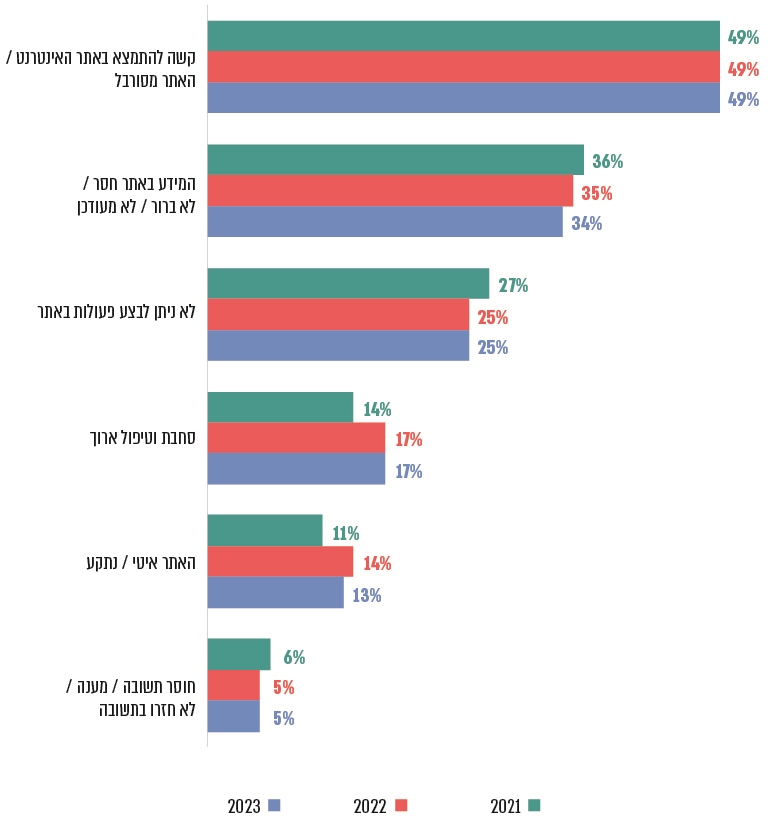 קשה להתמצא באתר האינטרנט /
האתר מסורבל
49%
49%
49%
המידע באתר חסר /
לא ברור / לא מעודכן
36%
35%
34%
לא ניתן לבצע פעולות באתר
27%
25%
25%
סחבת וטיפול ארוך
14%
17%
17%
האתר איטי / נתקע
11%
14%
13%
חוסר תשובה / מענה /
לא חזרו בתשובה
6%
5%
5%
2021
2022
2023